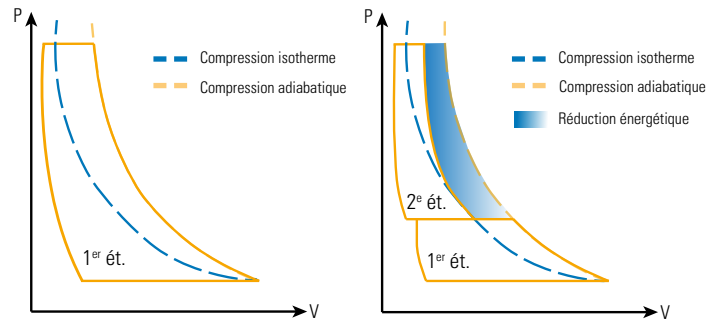 P
Compression isotherme
Compression adiabatique
1er ét.
V
P
Compression isotherme
Compression adiabatique
Réduction énergétique
2e ét.
1er ét.
V